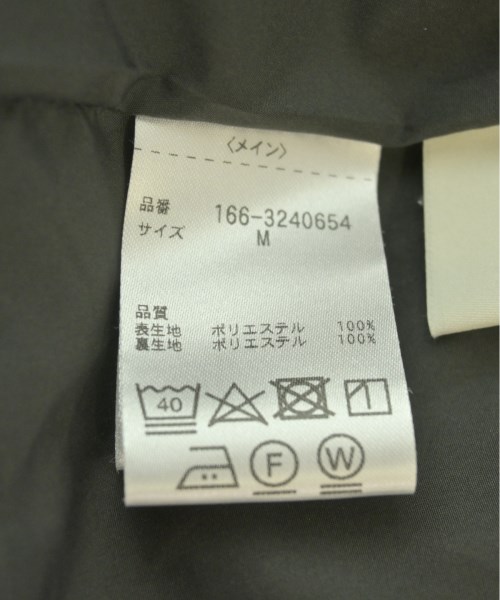 〈メイン〉
品番 166-3240654
サイズ M
品質
表生地 ポリエステル 100%
裏生地 ポリエステル 100%
40
F W